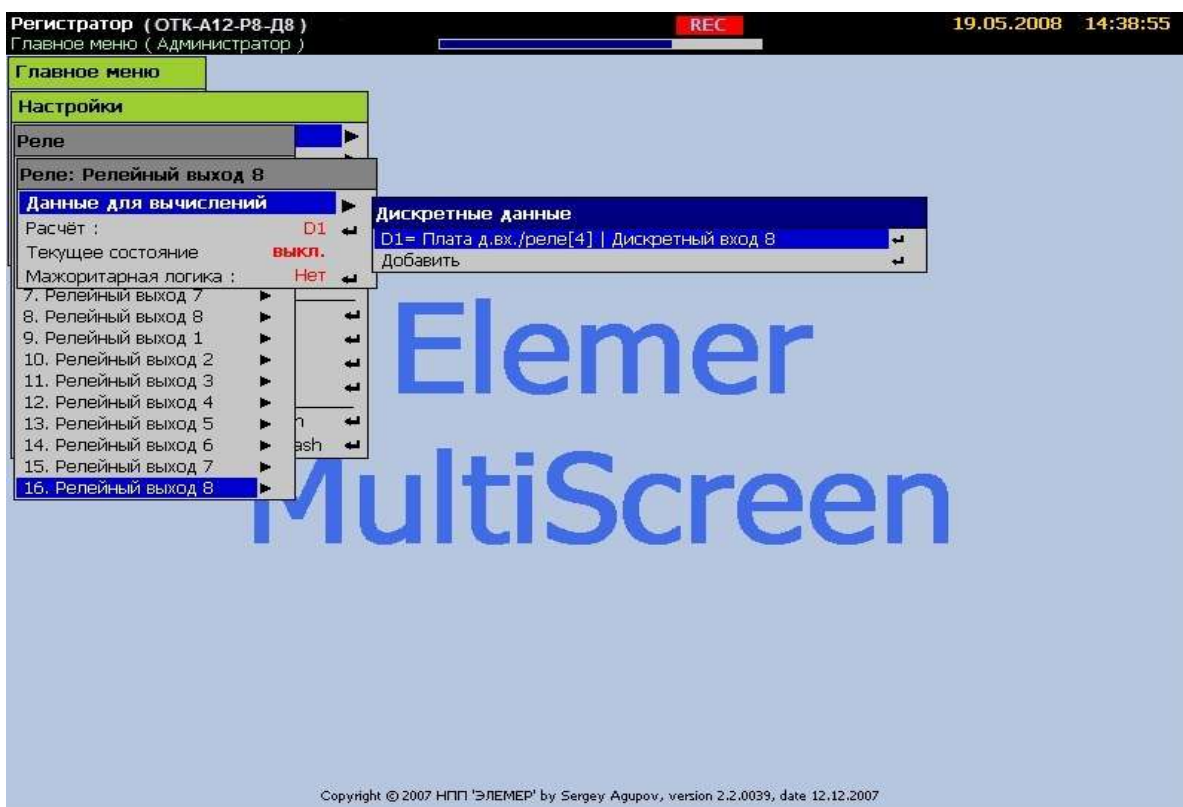 Регистратор (ОТК-А12-Р8-Д8)
REC
19.05.2008 14:38:55
Главное меню ( Администратор )
Главное меню
Настройки
Реле
Реле: Релейный выход 8
Данные для вычислений
Расчёт : D1
Текущее состояние выкл.
Мажоритарная логика : Нет
Дискретные данные
D1= Плата д.вх./реле[4] | Дискретный вход 8
Добавить
7. Релейный выход 7
8. Релейный выход 8
9. Релейный выход 1
10. Релейный выход 2
11. Релейный выход 3
12. Релейный выход 4
13. Релейный выход 5
14. Релейный выход 6
ash
15. Релейный выход 7
16. Релейный выход 8
Elemer
MultiScreen
Copyright © 2007 НПП 'ЭЛЕМЕР' by Sergey Agupov, version 2.2.0039, date 12.12.2007